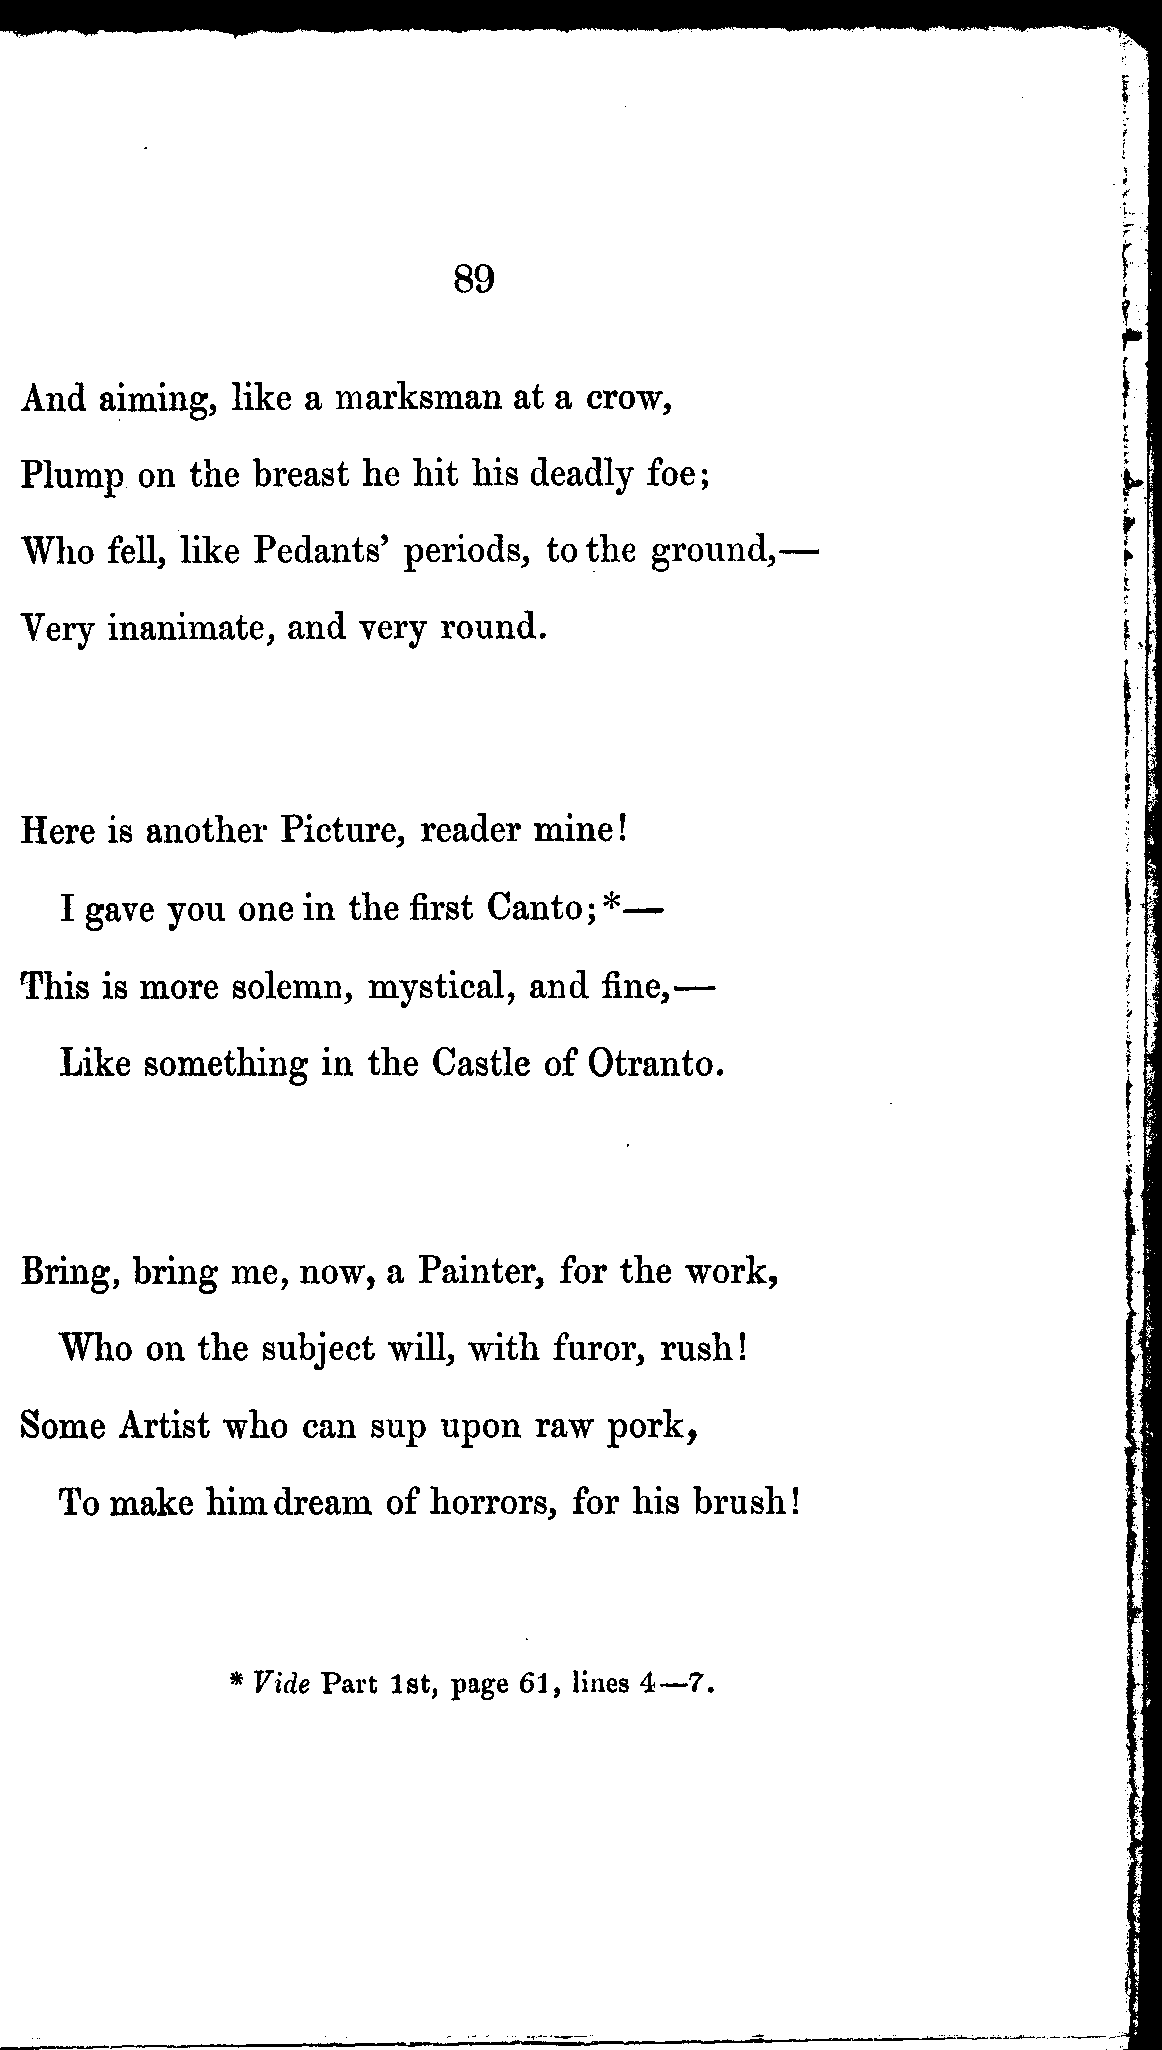 89
And aiming, like a marksman at a crow,
Plump on the breast he hit his deadly foe;
Who fell, like Pedants' periods, to the ground,—
Very inanimate, and very round.
Here is another Picture, reader mine!
I gave you one in the first Canto;*—
This is more solemn, mystical, and fine,—
Like something in the Castle of Otranto.
Bring, bring me, now, a Painter, for the work,
Who on the subject will, with furor, rush!
Some Artist who can sup upon raw pork,
To make him dream of horrors, for his brush!
* Vide Part 1st, page 61, lines 4—7.